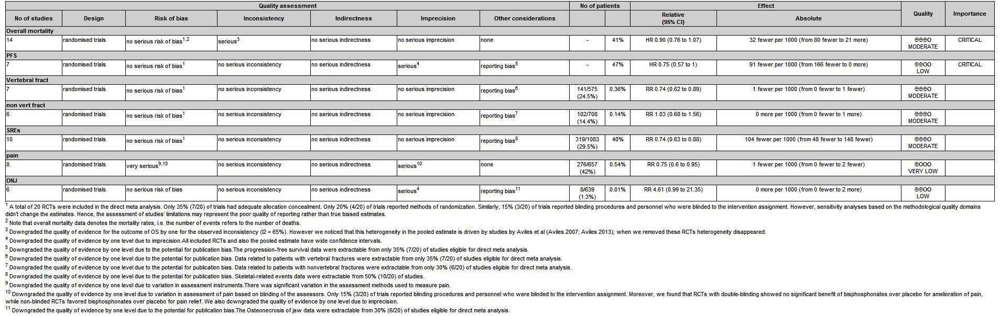 Quality assessment No of patients Effect Quality Importance
No of studies Design Risk of bias Inconsistency Indirectness Imprecision Other considerations Relative (95% CI) Absolute
Overall mortality
14 randomised trials no serious risk of bias1,2 serious3 no serious indirectness no serious imprecision none - 41% HR 0.90 (0.76 to 1.07) 32 fewer per 1000 (from 80 fewer to 21 more) ⊕⊕⊕O MODERATE CRITICAL
PFS
7 randomised trials no serious risk of bias1 no serious inconsistency no serious indirectness serious4 reporting bias5 - 47% HR 0.75 (0.57 to 1) 91 fewer per 1000 (from 166 fewer to 0 more) ⊕⊕OO LOW CRITICAL
Vertebral fract
7 randomised trials no serious risk of bias1 no serious inconsistency no serious indirectness no serious imprecision reporting bias6 141/575 (24.5%) 0.36% RR 0.74 (0.62 to 0.89) 1 fewer per 1000 (from 0 fewer to 1 fewer) ⊕⊕⊕O MODERATE
non vert fract
6 randomised trials no serious risk of bias1 no serious inconsistency no serious indirectness no serious imprecision reporting bias7 102/708 (14.4%) 0.14% RR 1.03 (0.68 to 1.56) 0 more per 1000 (from 0 fewer to 1 more) ⊕⊕⊕O MODERATE
SREs
10 randomised trials no serious risk of bias1 no serious inconsistency no serious indirectness no serious imprecision reporting bias8 319/1083 (29.5%) 40% RR 0.74 (0.63 to 0.88) 104 fewer per 1000 (from 48 fewer to 148 fewer) ⊕⊕⊕O MODERATE
pain
8 randomised trials very serious9,10 no serious inconsistency no serious indirectness serious10 none 276/657 (42%) 0.54% RR 0.75 (0.6 to 0.95) 1 fewer per 1000 (from 0 fewer to 2 fewer) ⊕OOO VERY LOW
ONJ
6 randomised trials no serious risk of bias no serious inconsistency no serious indirectness serious4 reporting bias11 8/639 (1.3%) 0.01% RR 4.61 (0.99 to 21.35) 0 more per 1000 (from 0 fewer to 2 more) ⊕⊕OO LOW
1 A total of 20 RCTs were included in the direct meta analysis. Only 35% (7/20) of trials had adequate allocation concealment. Only 20% (4/20) of trials reported methods of randomization. Similarly, 15% (3/20) of trials reported blinding procedures and personnel who were blinded to the intervention assignment. However, sensitivity analyses based on the methodological quality domains
didn't change the estimates. Hence, the assessment of studies' limitations may represent the poor quality of reporting rather than true biased estimates.
2 Note that overall mortality data denotes the mortality rates, i.e. the number of events refers to the number of deaths.
3 Downgraded the quality of evidence for the outcome of OS by one for the observed inconsistency (I2 = 65%). However we noticed that this heterogeneity in the pooled estimate is driven by studies by Aviles et al (Aviles 2007; Aviles 2013); when we removed these RCTs heterogeneity disappeared.
4 Downgraded the quality of evidence by one level due to imprecision.All included RCTs and also the pooled estimate have wide confidence intervals.
5 Downgraded the quality of evidence by one level due to the potential for publication bias.The progression-free survival data were extractable from only 35% (7/20) of studies eligible for direct meta analysis.
6 Downgraded the quality of evidence by one level due to the potential for publication bias. Data related to patients with vertebral fractures were extractable from only 35% (7/20) of studies eligible for direct meta analysis.
7 Downgraded the quality of evidence by one level due to the potential for publication bias. Data related to patients with nonvertebral fractures were extractable from only 30% (6/20) of studies eligible for direct meta analysis.
8 Downgraded the quality of evidence by one level due to the potential for publication bias. Skeletal-related events data were extractable from 50% (10/20) of studies.
9 Downgraded the quality of evidence by one level due to variation in assessment instruments.There was significant variation in the assessment methods used to measure pain.
10 Downgraded the quality of evidence by one level due to variation in assessment of pain based on blinding of the assessors. Only 15% (3/20) of trials reported blinding procedures and personnel who were blinded to the intervention assignment. Moreover, we found that RCTs with double-blinding showed no significant benefit of bisphosphonates over placebo for amelioration of pain,
while non-blinded RCTs favored bisphosphonates over placebo for pain relief. We also downgraded the quality of evidence by one level due to imprecision.
11 Downgraded the quality of evidence by one level due to the potential for publication bias.The Osteonecrosis of jaw data were extractable from 30% (6/20) of studies eligible for direct meta analysis.